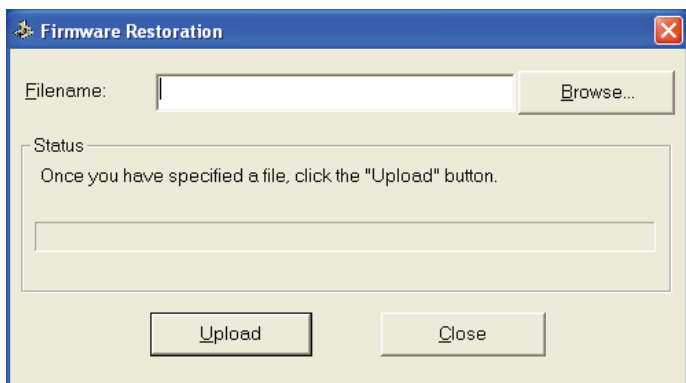 Firmware Restoration
Filename:
Browse...
Status
Once you have specified a file, click the "Upload" button.
Upload
Close